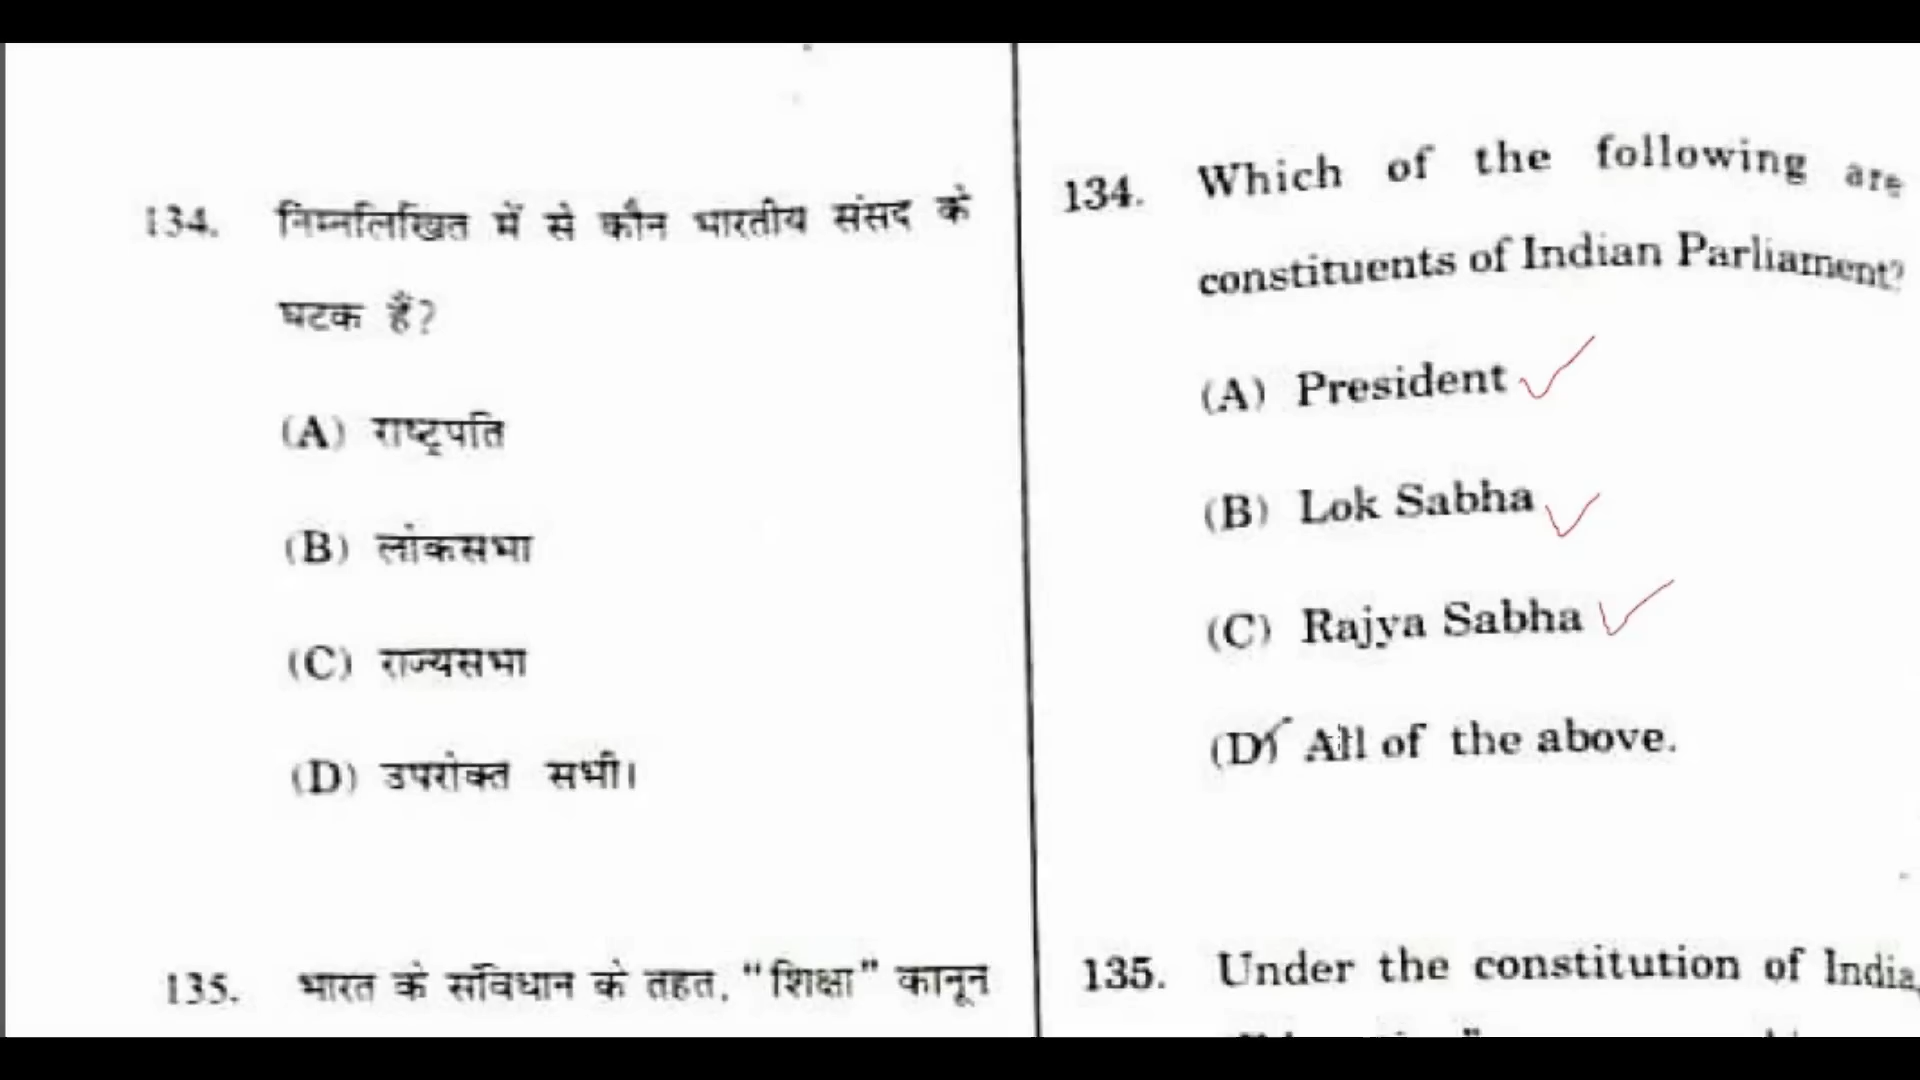 134. निम्नलिखित में से कौन भारतीय संसद के
घटक हैं?
(A) राष्ट्रपति
(B) लोकसभा
(C) राज्यसभा
(D) उपरोक्त सभी।
135. भारत के संविधान के तहत, "शिक्षा" कानून
134. Which of the following are
constituents of Indian Parliament?
(A) President
(B) Lok Sabha
(C) Rajya Sabha
(D) All of the above.
135. Under the constitution of India,